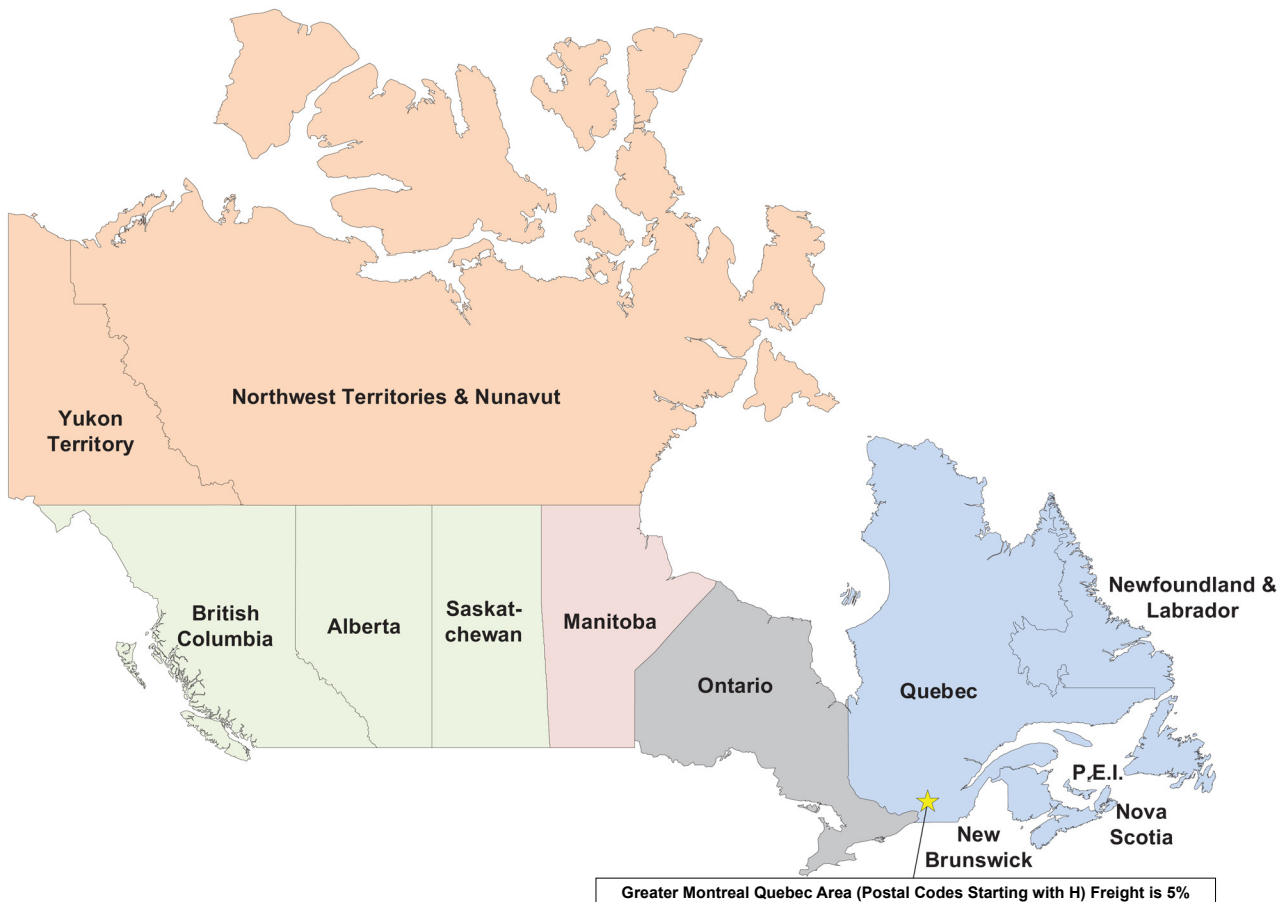 Northwest Territories & Nunavut
Yukon
Territory
British
Columbia
Alberta
Saskat-
chewan
Manitoba
Ontario
Quebec
Newfoundland &
Labrador
P.E.I.
Nova
Scotia
New
Brunswick
Greater Montreal Quebec Area (Postal Codes Starting with H) Freight is 5%